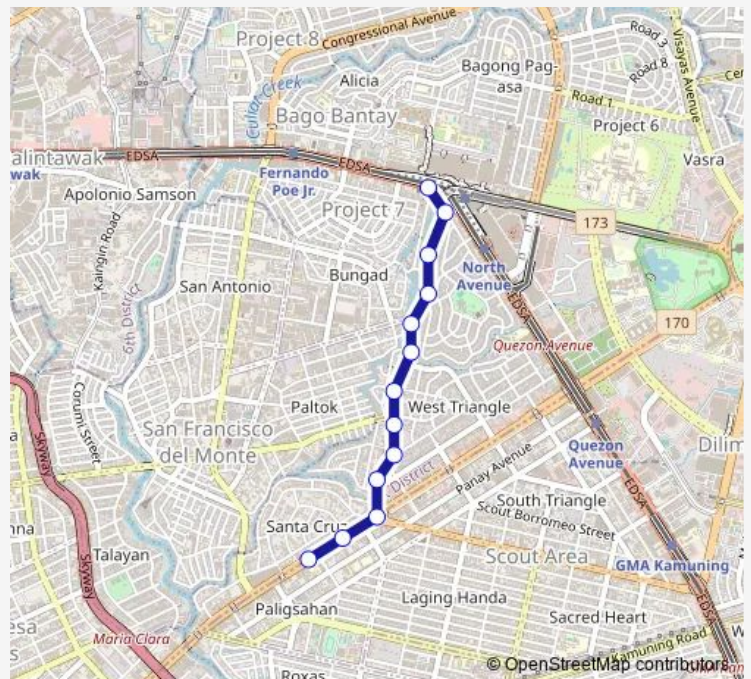 Project 8
Congressional Avenue
Road 3
Road 8
Visayas Avenue
Alicia
Bagong Pag-
asa
Culiat Creek
Road 1
Bago Bantay
Project 6
alintawak
EDSA
EDSA
Vasra
wak
Fernando
Poe Jr.
Apolonio Samson
Project 7
173
Kaingin Road
Bungad
North
Avenue
San Antonio
6th District
EDSA
170
Quezon Avenue
Corumi Street
Paltok
West Triangle
San Francisco
del Monte
a
Skyway
Quezon
Avenue
Dilim
District
Panay Avenue
EDSA
South Triangle
nna
Santa Cruz
Scout Borromeo Street
Talayan
Scout Area
GMA Kamuning
Skyway
Laging Handa
EDSA
Paligsahan
Sacred Heart
esa
s
Maria Clara
Kamuning Road
Roxas
© OpenStreetMap contributors